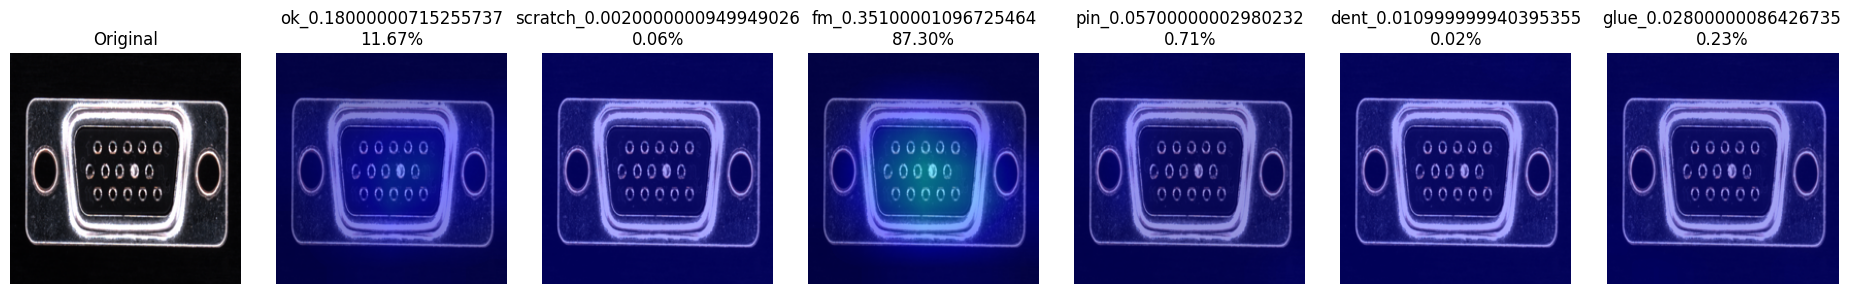 Original
ok_0.18000000715255737
11.67%
scratch_0.0020000000949949026
0.06%
fm_0.35100001096725464
87.30%
pin_0.05700000002980232
0.71%
dent_0.010999999940395355
0.02%
glue_0.02800000086426735
0.23%